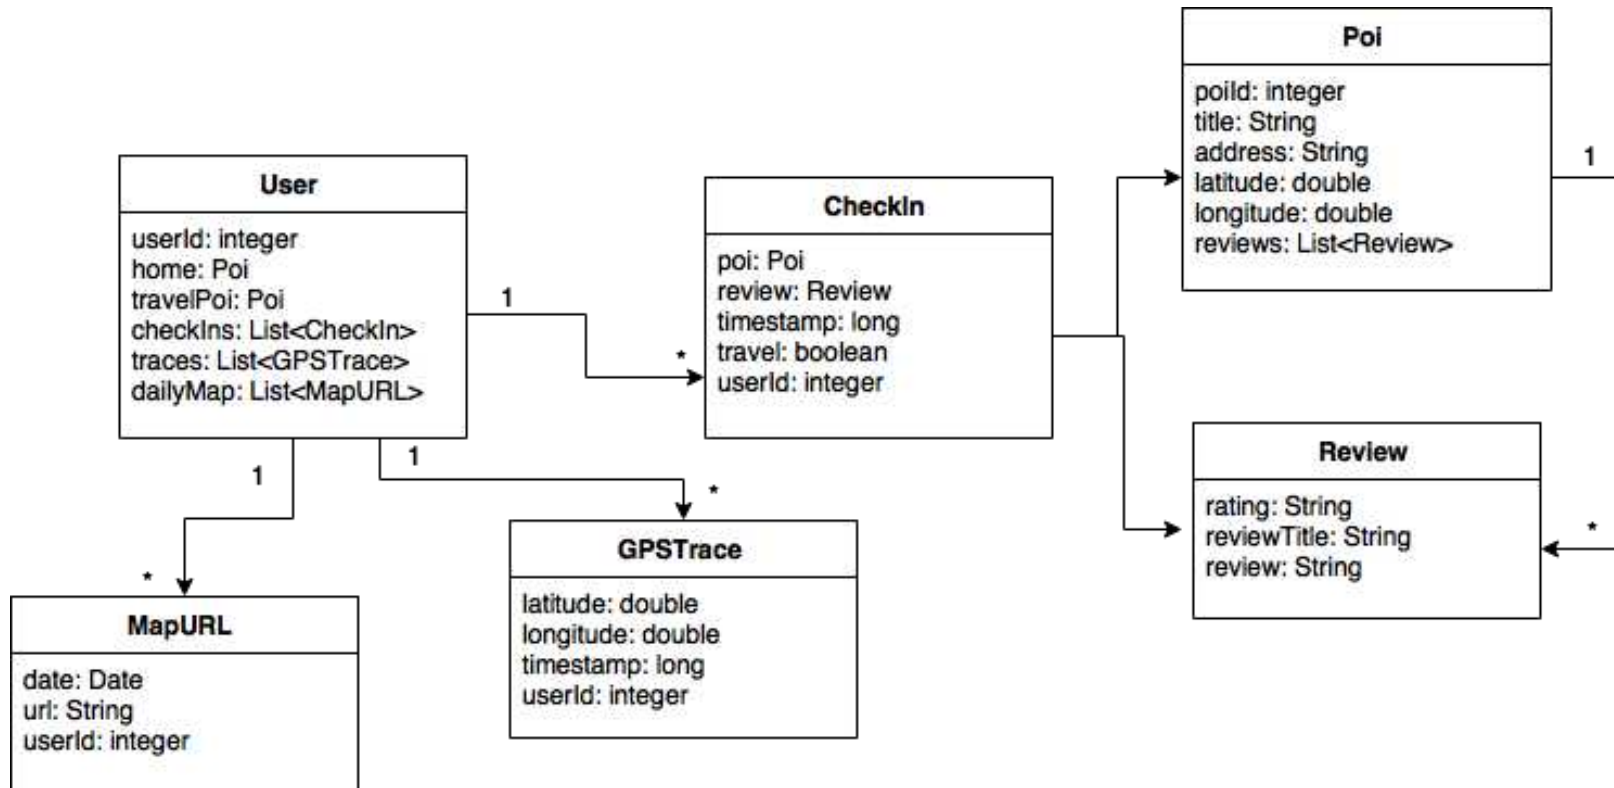 User
userId: integer
home: Poi
travelPoi: Poi
checkIns: List<CheckIn>
traces: List<GPSTrace>
dailyMap: List<MapURL>
1
*
CheckIn
poi: Poi
review: Review
timestamp: long
travel: boolean
userId: integer
Poi
poiId: integer
title: String
address: String
latitude: double
longitude: double
reviews: List<Review>
1
*
Review
rating: String
reviewTitle: String
review: String
1
*
GPSTrace
latitude: double
longitude: double
timestamp: long
userId: integer
1
*
MapURL
date: Date
url: String
userId: integer